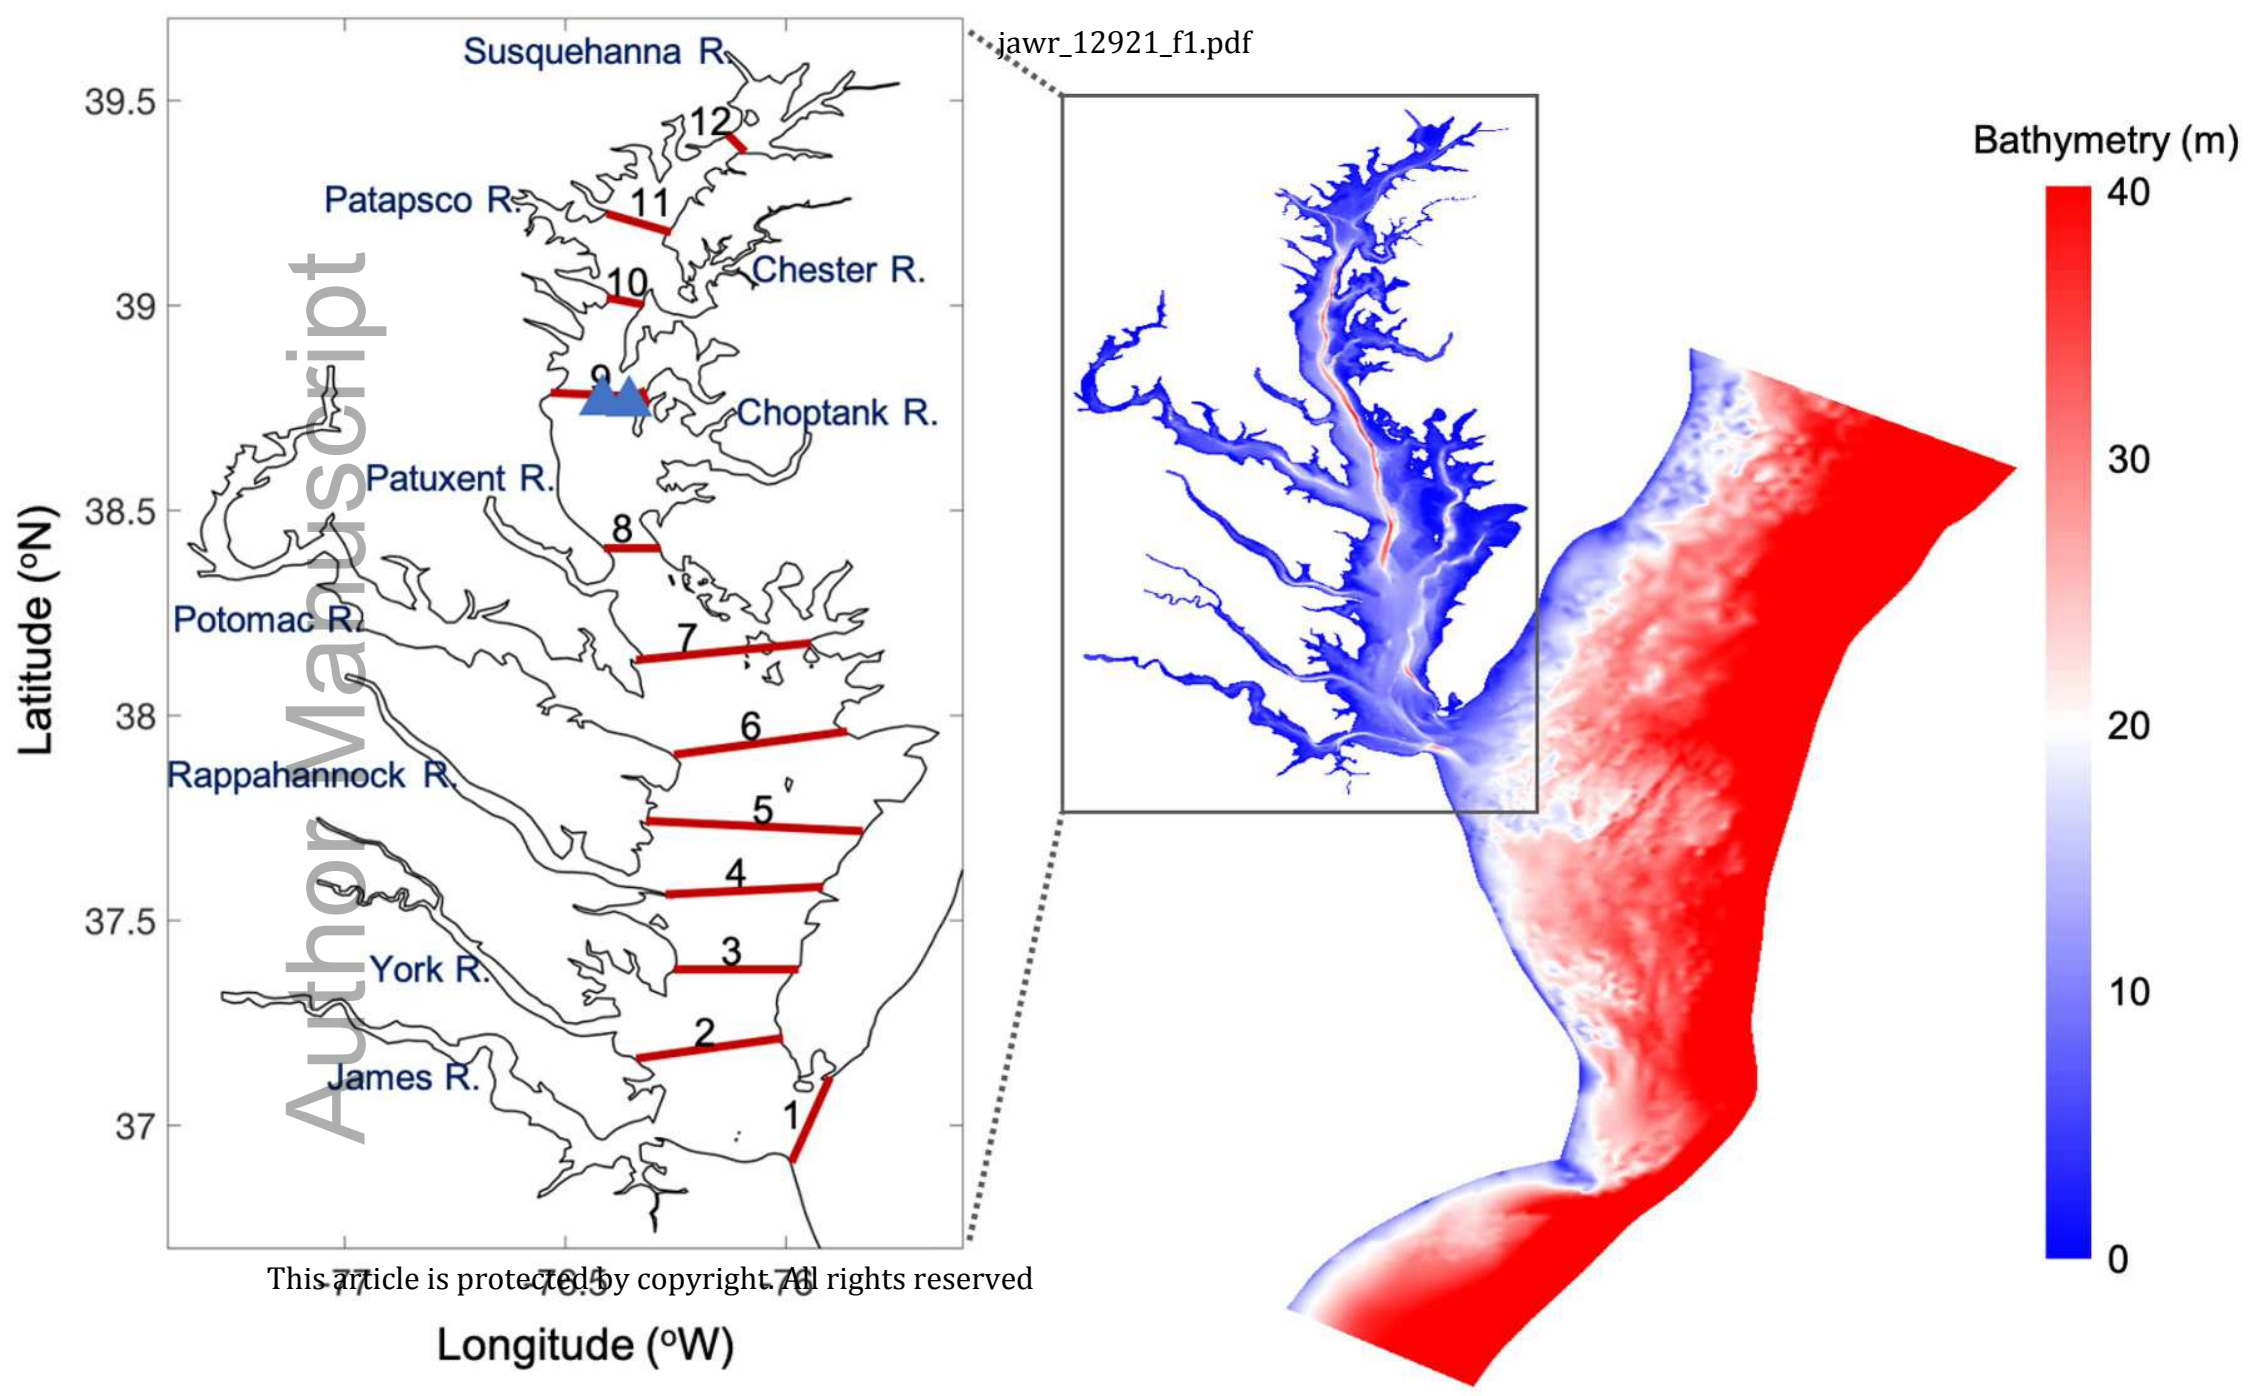 jawr_12921_f1.pdf
Susquehanna R.
39.5
12
Patapsco R.
11
Chester R.
10
39
9
Choptank R.
Patuxent R.
38.5
8
Potomac R.
7
38
6
Rappahannock R.
5
4
37.5
3
York R.
2
James R.
37
1
Latitude (ºN)
Author Manuscript
-77
-76.5
-76
This article is protected by copyright. All rights reserved
Longitude (ºW)
Bathymetry (m)
40
30
20
10
0